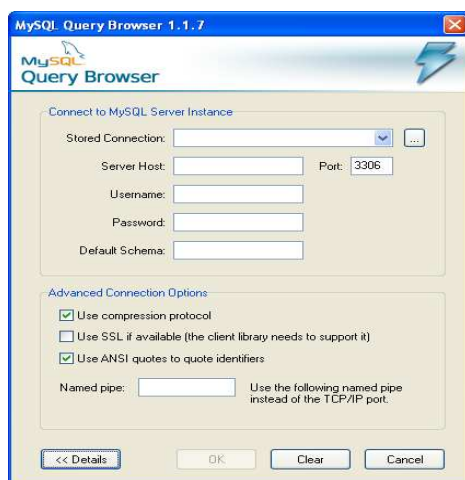 MySQL Query Browser 1.1.7
MySQL
Query Browser
Connect to MySQL Server Instance
Stored Connection:
...
Server Host:
Port: 3306
Username:
Password:
Default Schema:
Advanced Connection Options
Use compression protocol
Use SSL if available (the client library needs to support it)
Use ANSI quotes to quote identifiers
Named pipe:
Use the following named pipe
instead of the TCP/IP port.
<< Details OK Clear Cancel